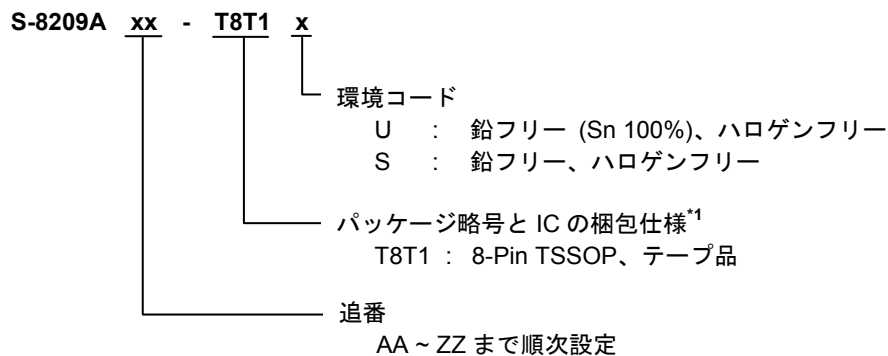 S-8209A xx - T8T1 x
環境コード
U : 鉛フリー (Sn 100%)、ハロゲンフリー
S : 鉛フリー、ハロゲンフリー
パッケージ略号と IC の梱包仕様*1
T8T1 : 8-Pin TSSOP、テープ品
追番
AA ~ ZZ まで順次設定